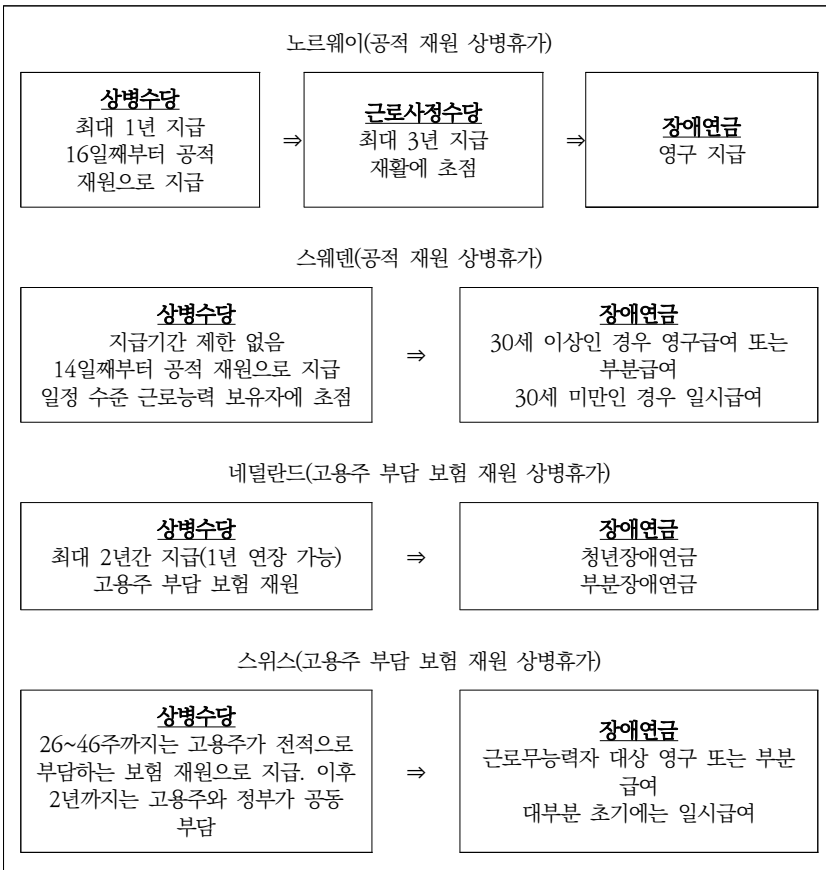 노르웨이(공적 재원 상병휴가)
상병수당
최대 1년 지급
16일째부터 공적
재원으로 지급
⇒
근로사정수당
최대 3년 지급
재활에 초점
⇒
장애연금
영구 지급
스웨덴(공적 재원 상병휴가)
상병수당
지급기간 제한 없음
14일째부터 공적 재원으로 지급
일정 수준 근로능력 보유자에 초점
⇒
장애연금
30세 이상인 경우 영구급여 또는
부분급여
30세 미만인 경우 일시급여
네덜란드(고용주 부담 보험 재원 상병휴가)
상병수당
최대 2년간 지급(1년 연장 가능)
고용주 부담 보험 재원
⇒
장애연금
청년장애연금
부분장애연금
스위스(고용주 부담 보험 재원 상병휴가)
상병수당
26~46주까지는 고용주가 전적으로
부담하는 보험 재원으로 지급. 이후
2년까지는 고용주와 정부가 공동
부담
⇒
장애연금
근로무능력자 대상 영구 또는 부분
급여
대부분 초기에는 일시급여